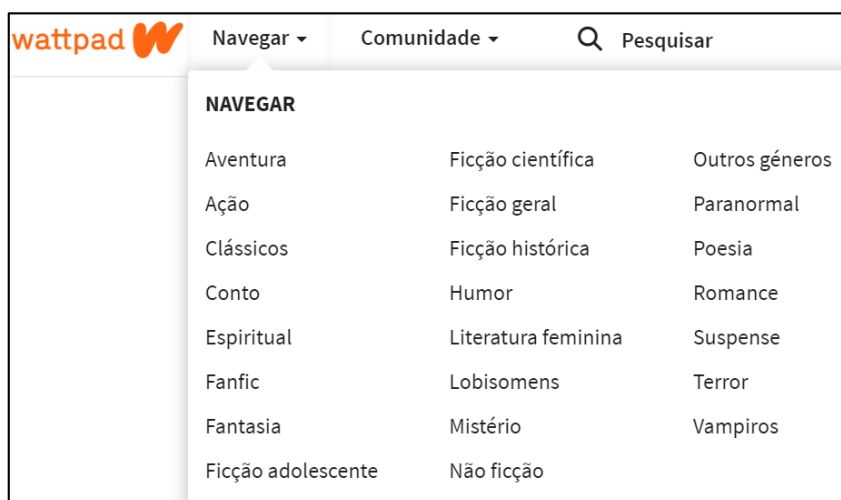 wattpad Navegar Comunidade Pesquisar
NAVEGAR
Aventura
Ação
Clássicos
Conto
Espiritual
Fanfic
Fantasia
Ficção adolescente
Ficção científica
Ficção geral
Ficção histórica
Humor
Literatura feminina
Lobisomens
Mistério
Não ficção
Outros géneros
Paranormal
Poesia
Romance
Suspense
Terror
Vampiros